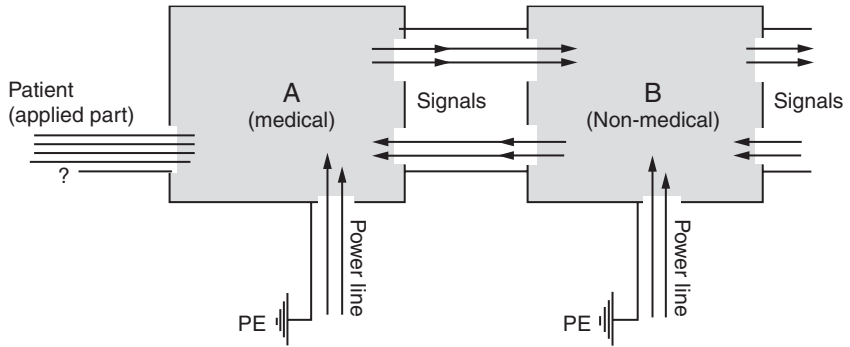 Patient
(applied part)
?
A
(medical)
Signals
B
(Non-medical)
Signals
PE
Power line
PE
Power line